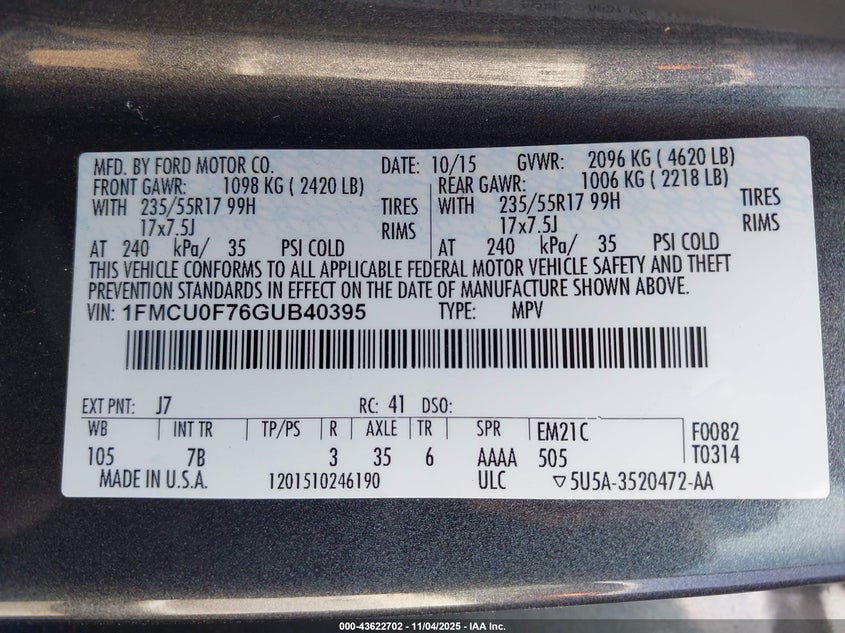 MFD. BY FORD MOTOR CO. DATE: 10/15 GVWR: 2096 KG ( 4620 LB)
FRONT GAWR: 1098 KG ( 2420 LB) REAR GAWR: 1006 KG ( 2218 LB)
WITH 235/55R17 99H TIRES WITH 235/55R17 99H TIRES
17x7.5J RIMS 17x7.5J RIMS
AT 240 kPa/ 35 PSI COLD AT 240 kPa/ 35 PSI COLD
THIS VEHICLE CONFORMS TO ALL APPLICABLE FEDERAL MOTOR VEHICLE SAFETY AND THEFT
PREVENTION STANDARDS IN EFFECT ON THE DATE OF MANUFACTURE SHOWN ABOVE.
VIN: 1FMCU0F76GUB40395 TYPE: MPV
EXT PNT: J7 RC: 41 DSO:
WB INT TR TP/PS R AXLE TR SPR EM21C F0082
105 7B 3 35 6 AAAA 505 T0314
MADE IN U.S.A. 1201510246190 ULC ▽5U5A-3520472-AA
000-43622702 - 11/04/2025 - IAA Inc.